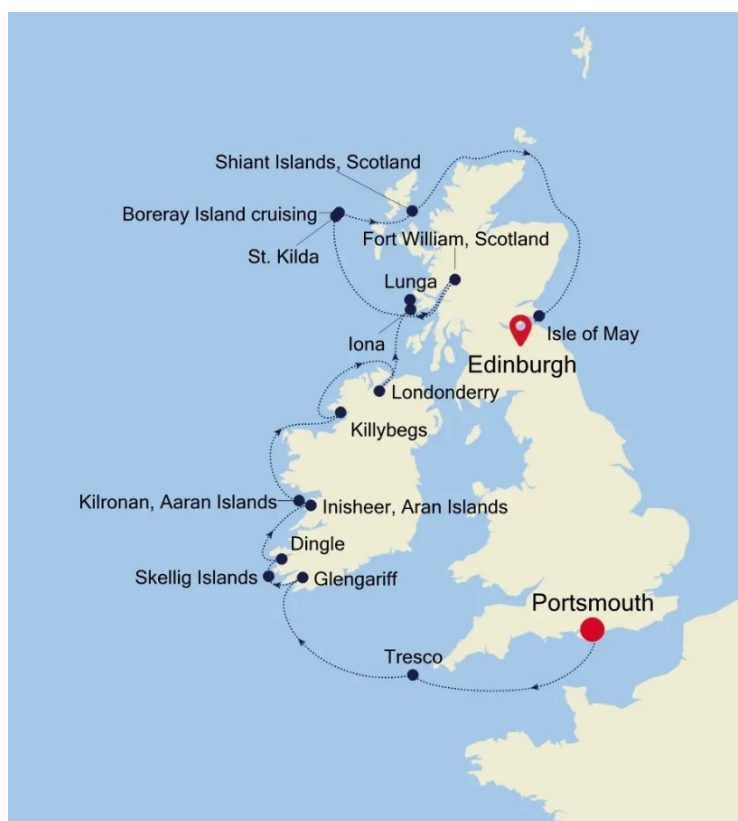 Shiant Islands, Scotland
Boreray Island cruising
St. Kilda
Fort William, Scotland
Lunga
Iona
Isle of May
Edinburgh
Londonderry
Killybegs
Kilronan, Aaran Islands
Inisheer, Aran Islands
Dingle
Skellig Islands
Glengariff
Portsmouth
Tresco